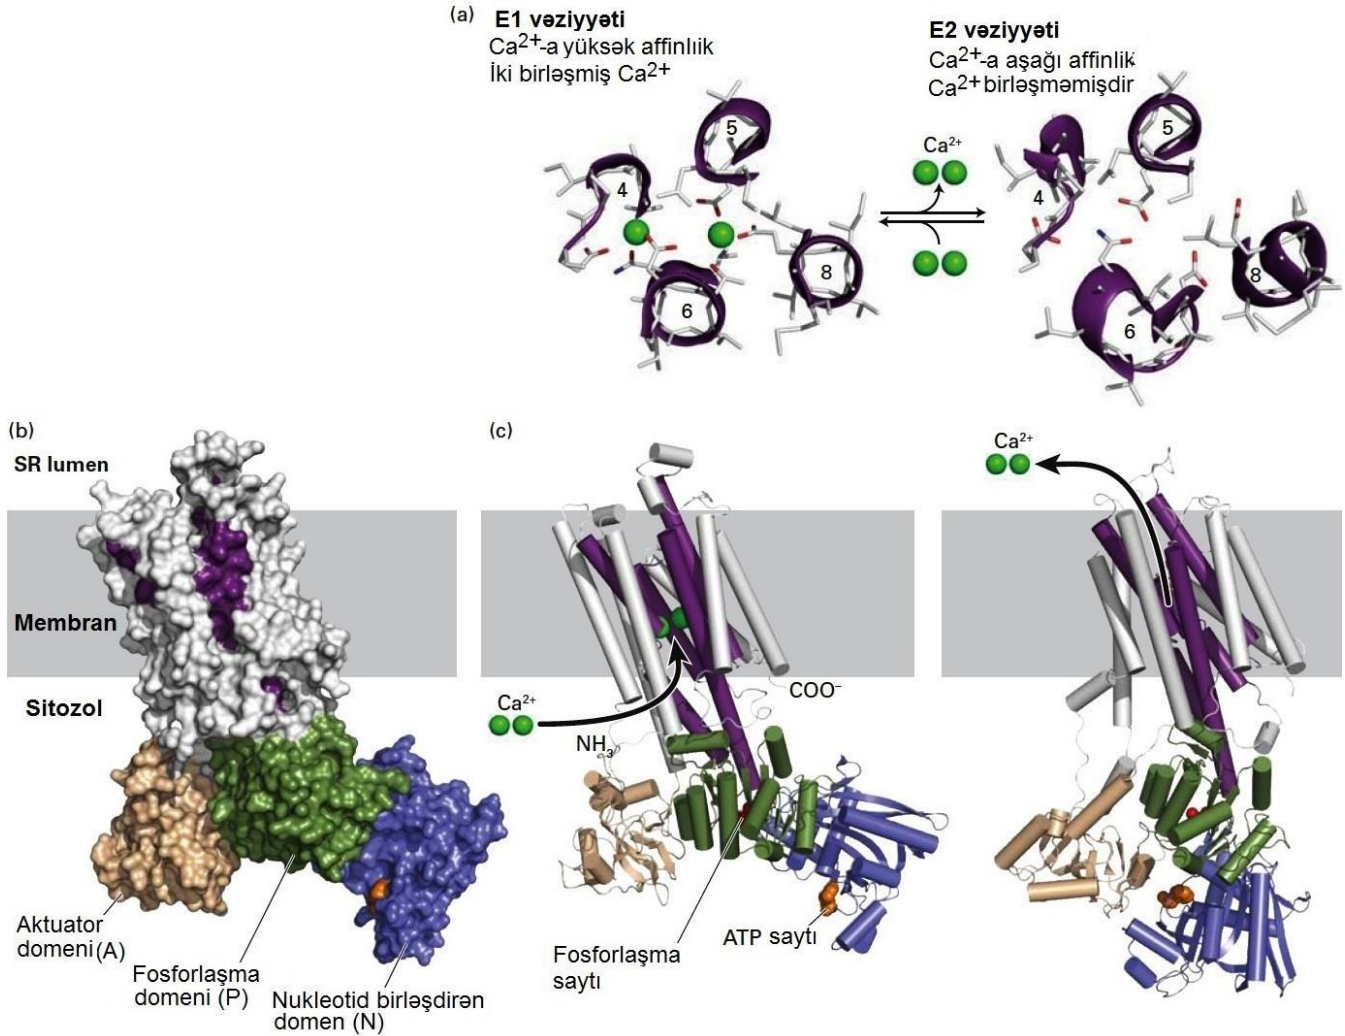 (a)
E1 vəziyyəti
Ca²⁺-a yüksək affinlıik
İki birləşmiş Ca²⁺
E2 vəziyyəti
Ca²⁺-a aşağı affinlik
Ca²⁺ birləşməmişdir
5
4
6
8
Ca²⁺
5
4
6
8
(b)
SR lumen
Membran
Sitozol
Aktuator
domeni (A)
Fosforlaşma
domeni (P)
Nukleotid birləşdirən
domen (N)
(c)
Ca²⁺
NH₃
COO⁻
Fosforlaşma
saytı
ATP saytı
Ca²⁺